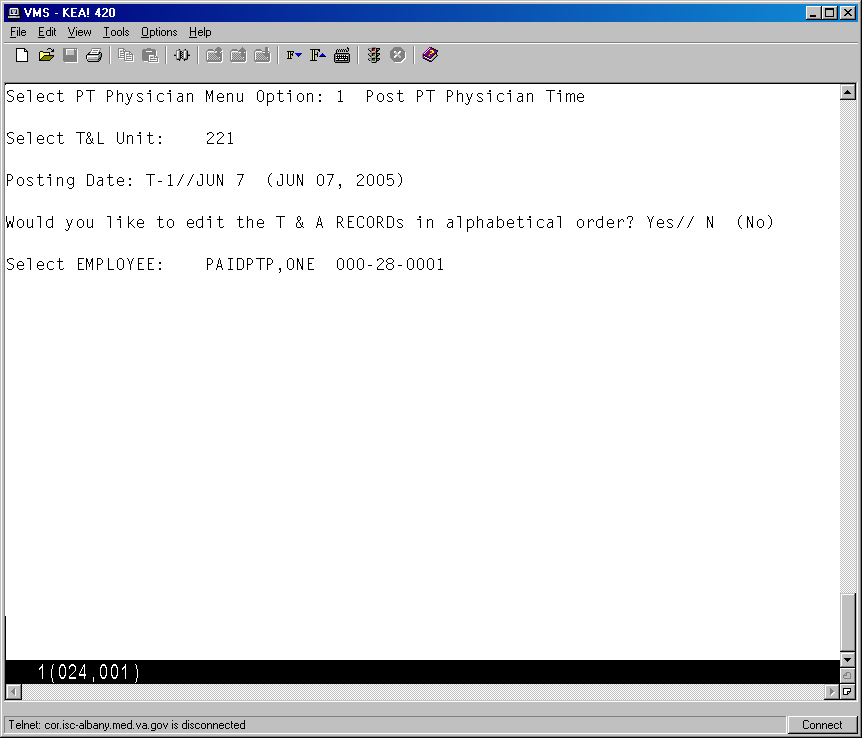 VMS - KEA! 420
File Edit View Tools Options Help
Select PT Physician Menu Option: 1  Post PT Physician Time
Select T&L Unit:    221
Posting Date: T-1//JUN 7  (JUN 07, 2005)
Would you like to edit the T & A RECORDs in alphabetical order? Yes// N  (No)
Select EMPLOYEE:    PAIDPTP,ONE  000-28-0001
1(024,001)
Telnet: cor.isc-albany.med.va.gov is disconnected
Connect